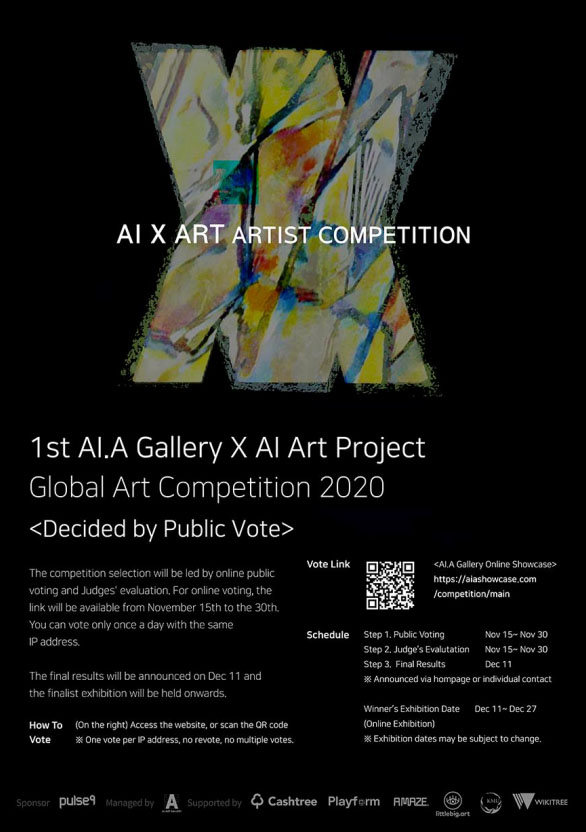 AI X ART ARTIST COMPETITION
1st AI.A Gallery X AI Art Project
Global Art Competition 2020
<Decided by Public Vote>
The competition selection will be led by online public
voting and Judges' evaluation. For online voting, the
link will be available from November 15th to the 30th.
You can vote only once a day with the same
IP address.
The final results will be announced on Dec 11 and
the finalist exhibition will be held onwards.
How To Vote
(On the right) Access the website, or scan the QR code
※ One vote per IP address, no revote, no multiple votes.
Vote Link
<AI.A Gallery Online Showcase>
https://aiashowcase.com
/competition/main
Schedule
Step 1. Public Voting Nov 15~ Nov 30
Step 2. Judge's Evalutation Nov 15~ Nov 30
Step 3. Final Results Dec 11
※ Announced via hompage or individual contact
Winner's Exhibition Date Dec 11~ Dec 27
(Online Exhibition)
※ Exhibition dates may be subject to change.
Sponsor pulse9 Managed by A Supported by Cashtree Playform AMAZE littlebig.art KMI WIKITREE